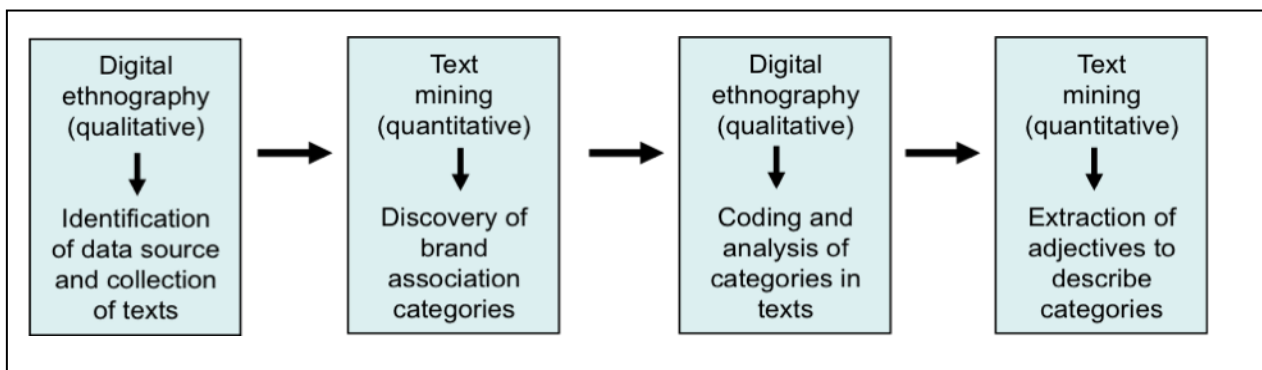 Digital
ethnography
(qualitative)
Identification
of data source
and collection
of texts
Text
mining
(quantitative)
Discovery of
brand
association
categories
Digital
ethnography
(qualitative)
Coding and
analysis of
categories in
texts
Text
mining
(quantitative)
Extraction of
adjectives to
describe
categories